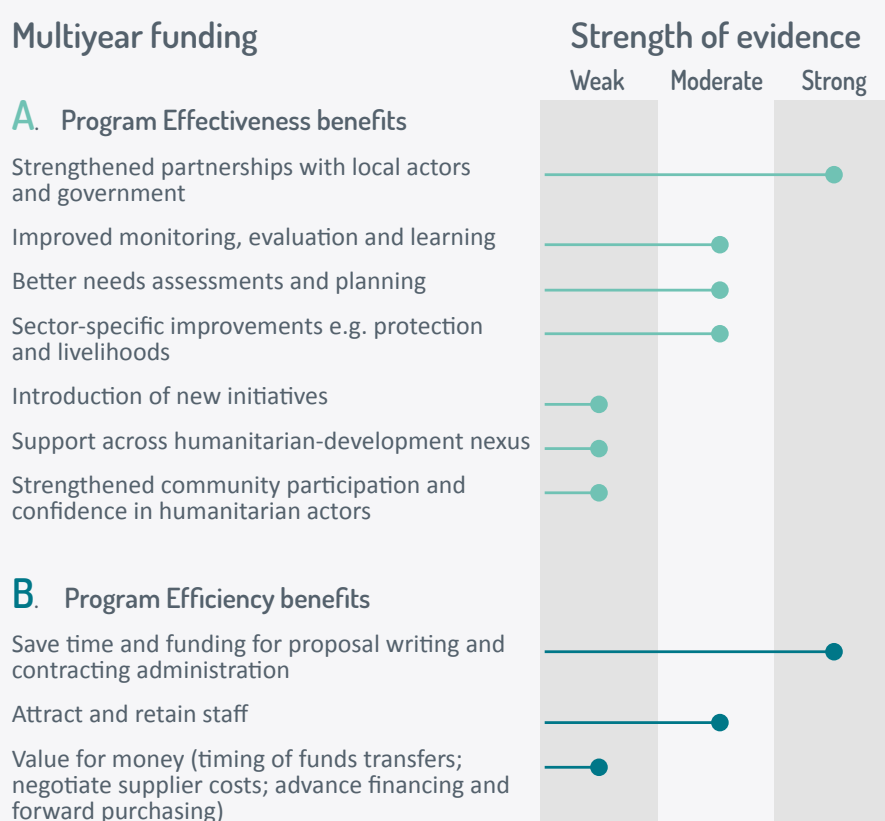 Multiyear funding
Strength of evidence
Weak Moderate Strong
A. Program Effectiveness benefits
Strengthened partnerships with local actors
and government
Improved monitoring, evaluation and learning
Better needs assessments and planning
Sector-specific improvements e.g. protection
and livelihoods
Introduction of new initiatives
Support across humanitarian-development nexus
Strengthened community participation and
confidence in humanitarian actors
B. Program Efficiency benefits
Save time and funding for proposal writing and
contracting administration
Attract and retain staff
Value for money (timing of funds transfers;
negotiate supplier costs; advance financing and
forward purchasing)